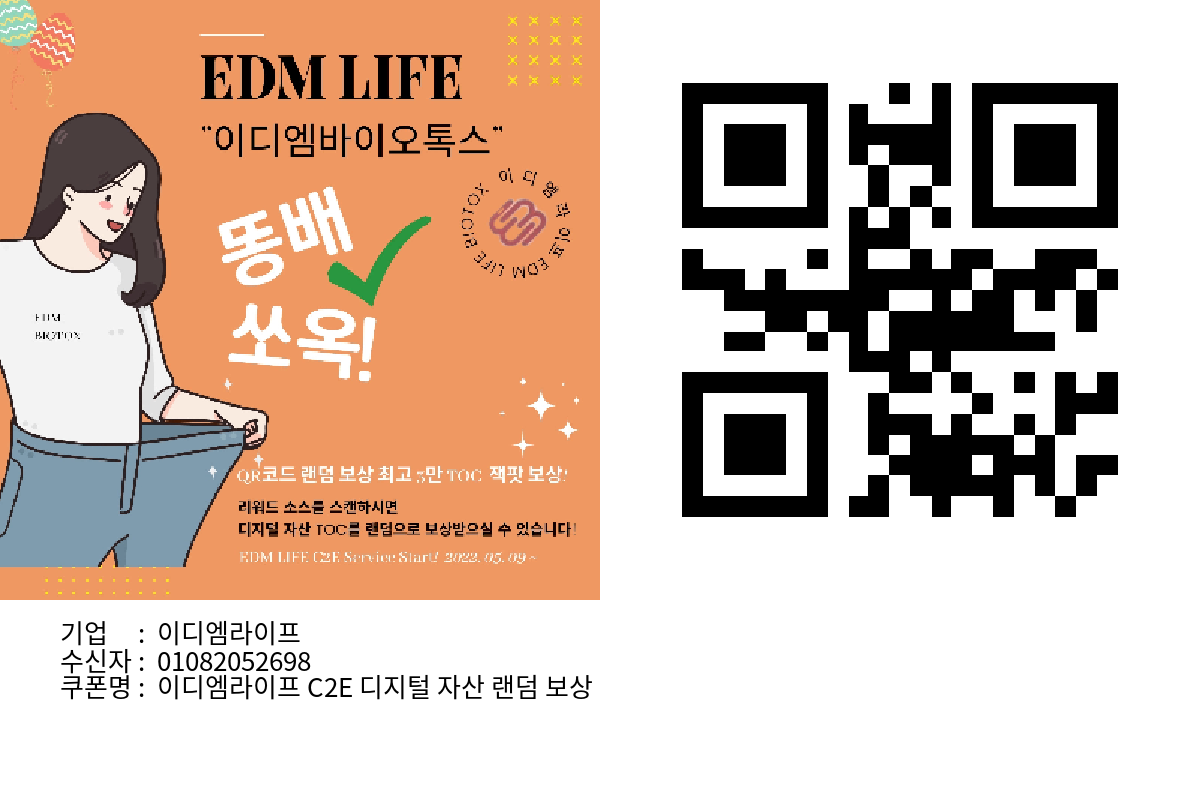 EDM LIFE
"이디엠바이오톡스"
똥배
쏘옥!
이디엠라이프 EDM LIFE BIOTOX
EDM
BIOTOX
QR코드 랜덤 보상 최고 5만 TOC 잭팟 보상!
리워드 소스를 스캔하시면
디지털 자산 TOC를 랜덤으로 보상받으실 수 있습니다!
EDM LIFE C2E Service Start! 2022. 05. 09 ~
기업 : 이디엠라이프
수신자 : 01082052698
쿠폰명 : 이디엠라이프 C2E 디지털 자산 랜덤 보상